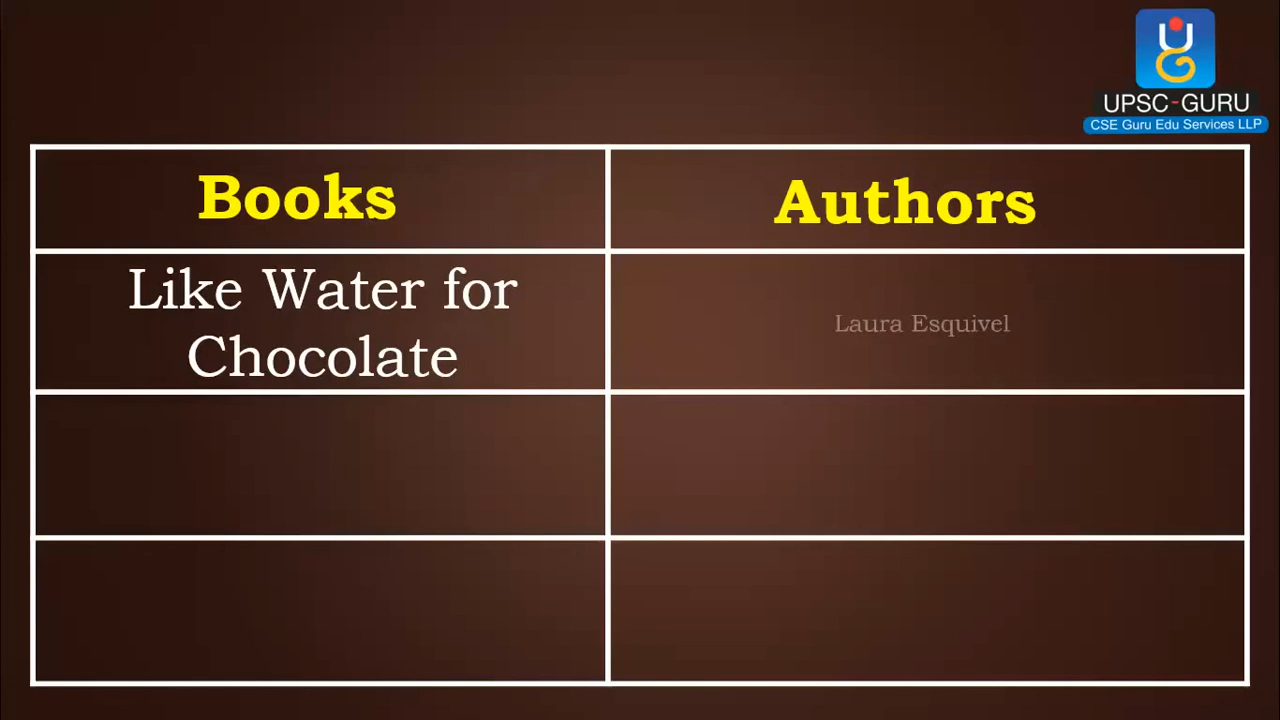 UPSC-GURU
CSE Guru Edu Services LLP
Books
Authors
Like Water for
Chocolate
Laura Esquivel